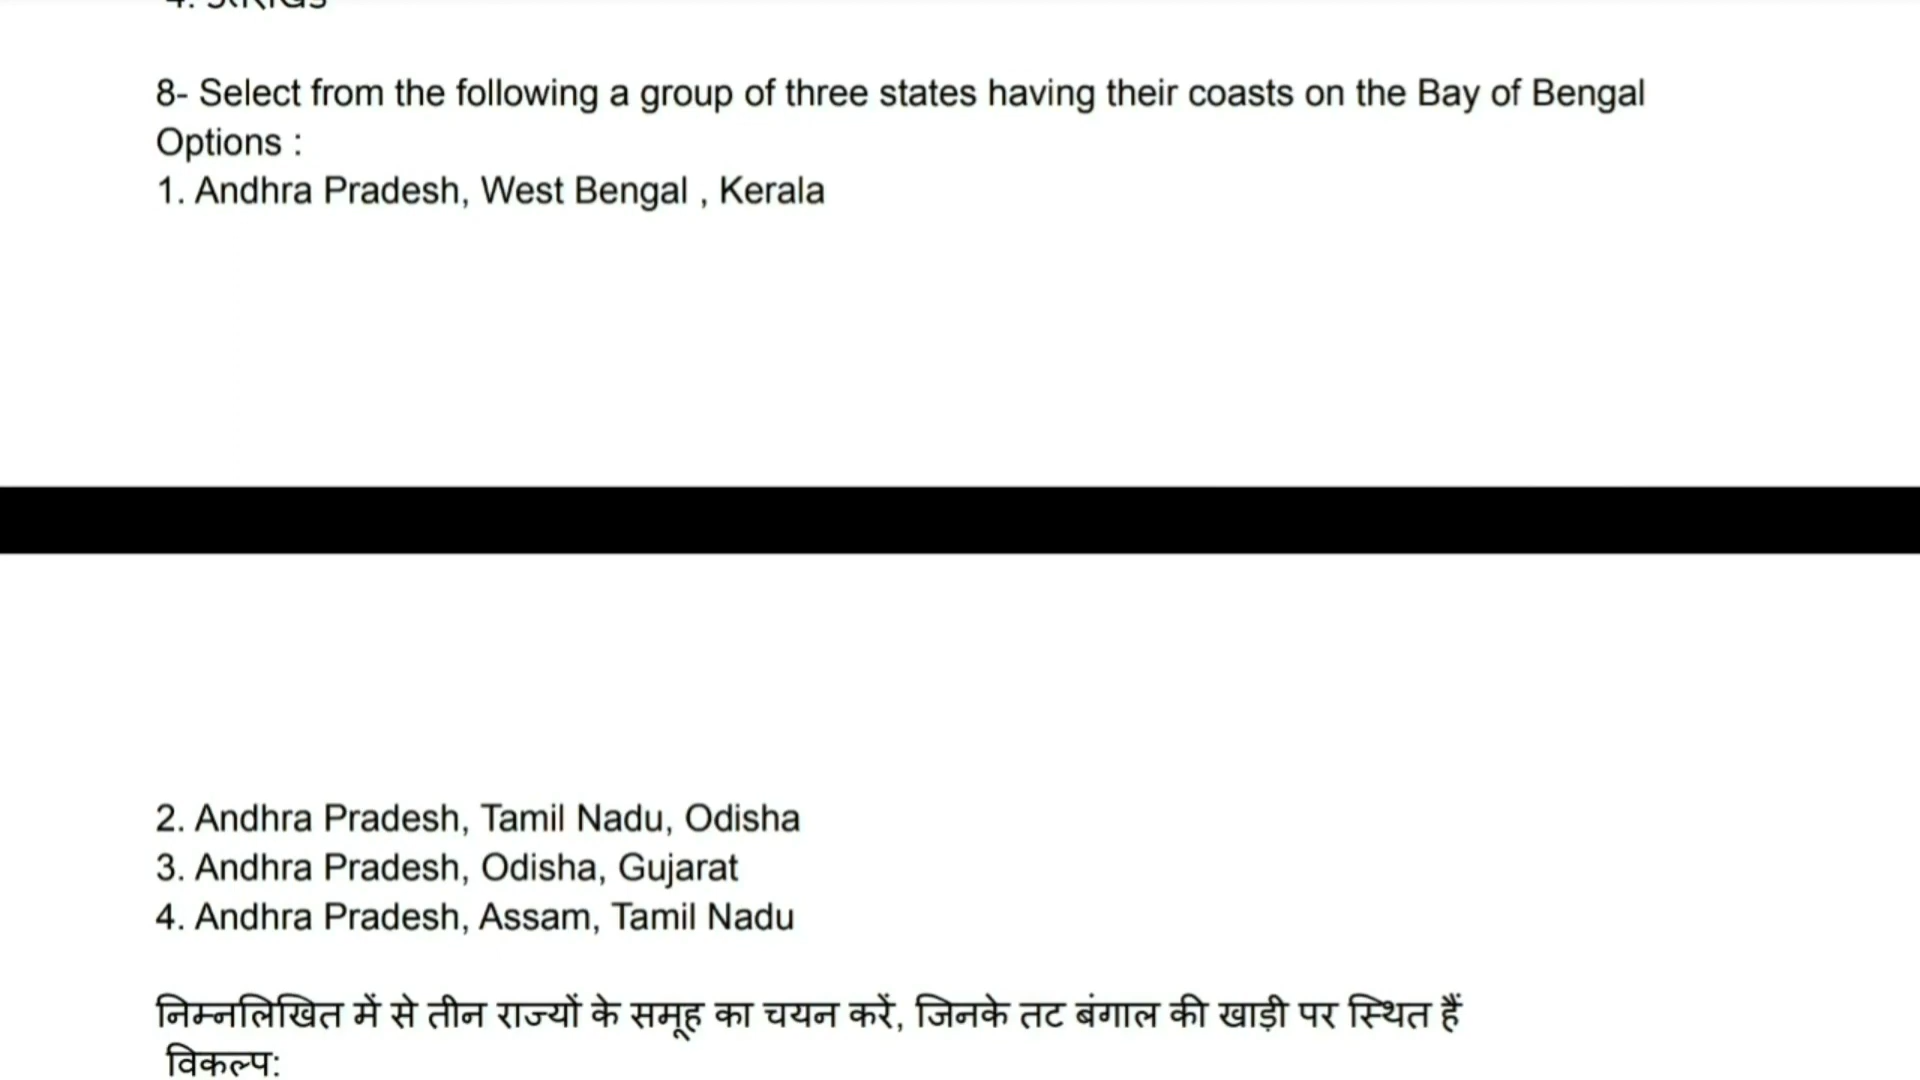 8- Select from the following a group of three states having their coasts on the Bay of Bengal
Options :
1. Andhra Pradesh, West Bengal , Kerala
2. Andhra Pradesh, Tamil Nadu, Odisha
3. Andhra Pradesh, Odisha, Gujarat
4. Andhra Pradesh, Assam, Tamil Nadu
निम्नलिखित में से तीन राज्यों के समूह का चयन करें, जिनके तट बंगाल की खाड़ी पर स्थित हैं
विकल्प: